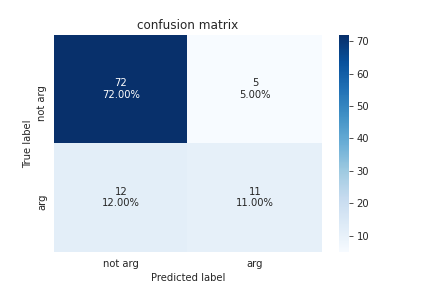 confusion matrix
not arg
arg
True label
72
72.00%
5
5.00%
12
12.00%
11
11.00%
not arg
arg
Predicted label
70
60
50
40
30
20
10